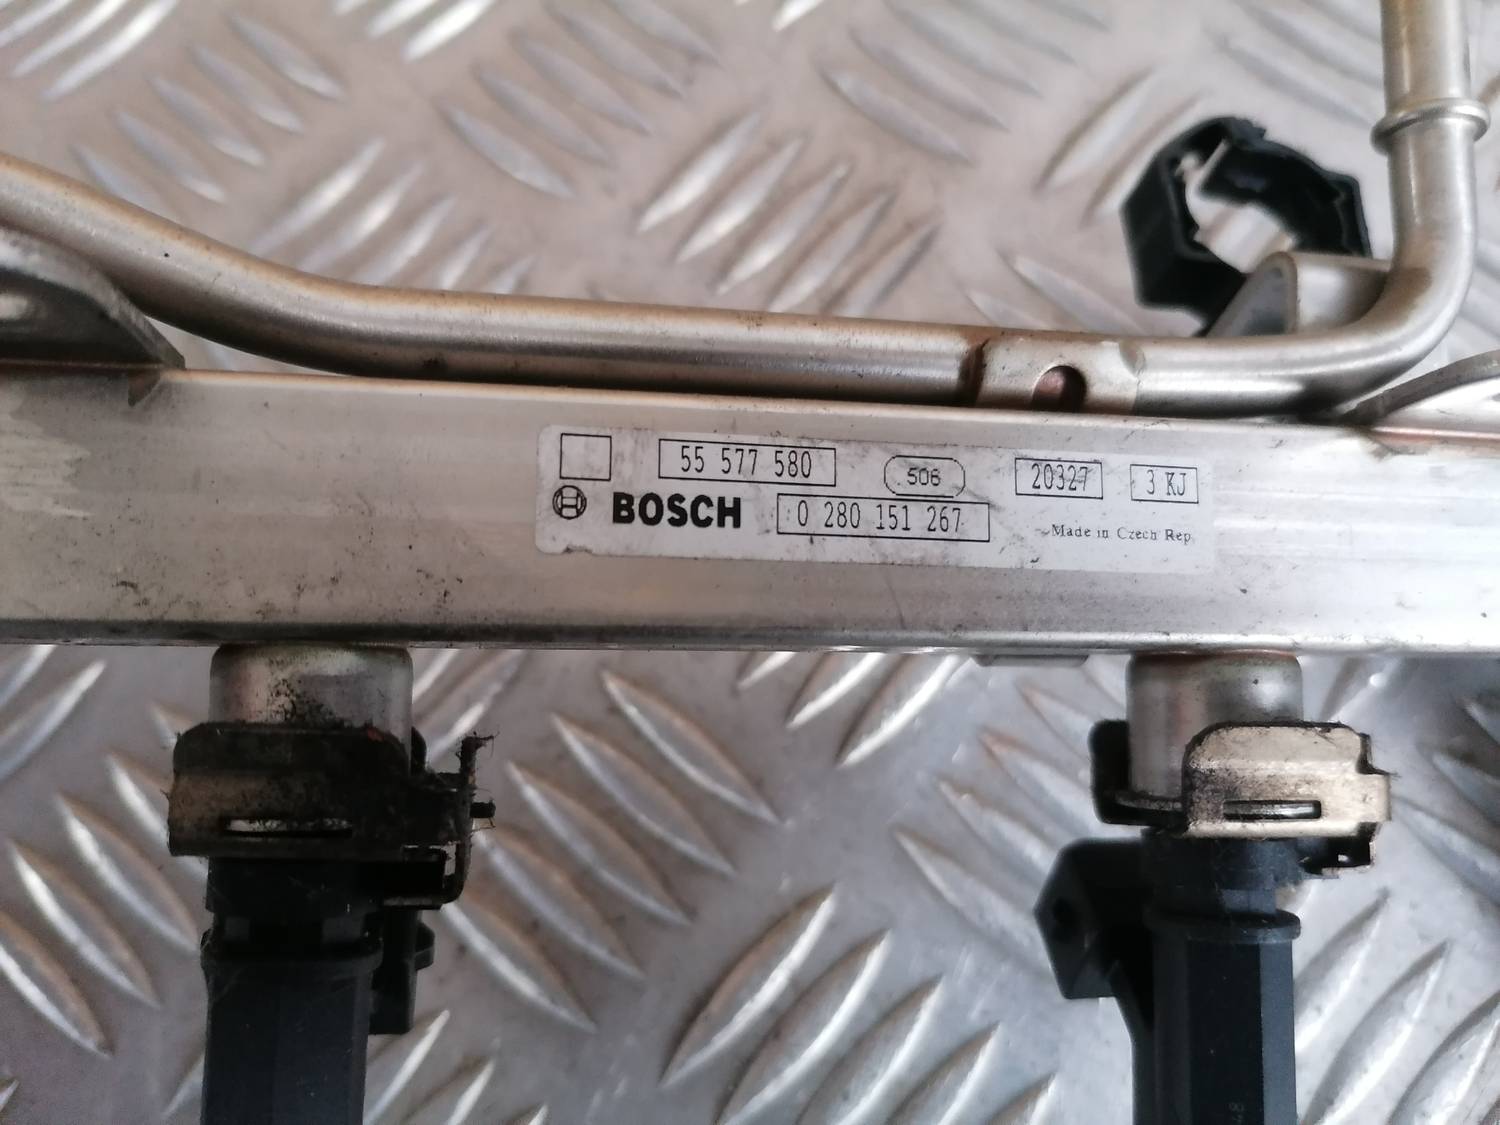 55 577 580 506 20327 3 KJ
BOSCH 0 280 151 267 Made in Czech Rep